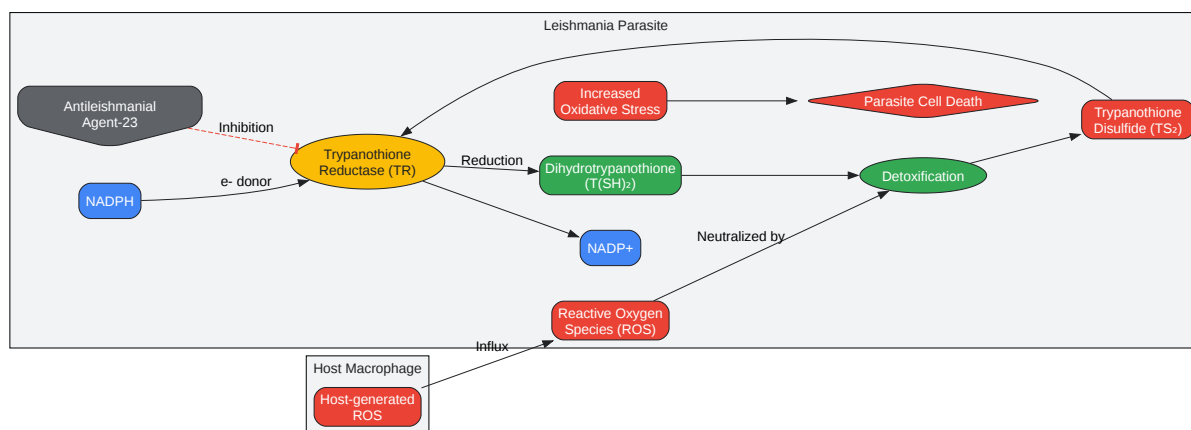 Leishmania Parasite
Antileishmanial
Agent-23
Inhibition
Increased
Oxidative Stress
Parasite Cell Death
Trypanothione
Disulfide (TS₂)
Trypanothione
Reductase (TR)
Reduction
Dihydrotrypanothione
(T(SH)₂)
Detoxification
e- donor
NADPH
Neutralized by
NADP+
Reactive Oxygen
Species (ROS)
Influx
Host Macrophage
Host-generated
ROS